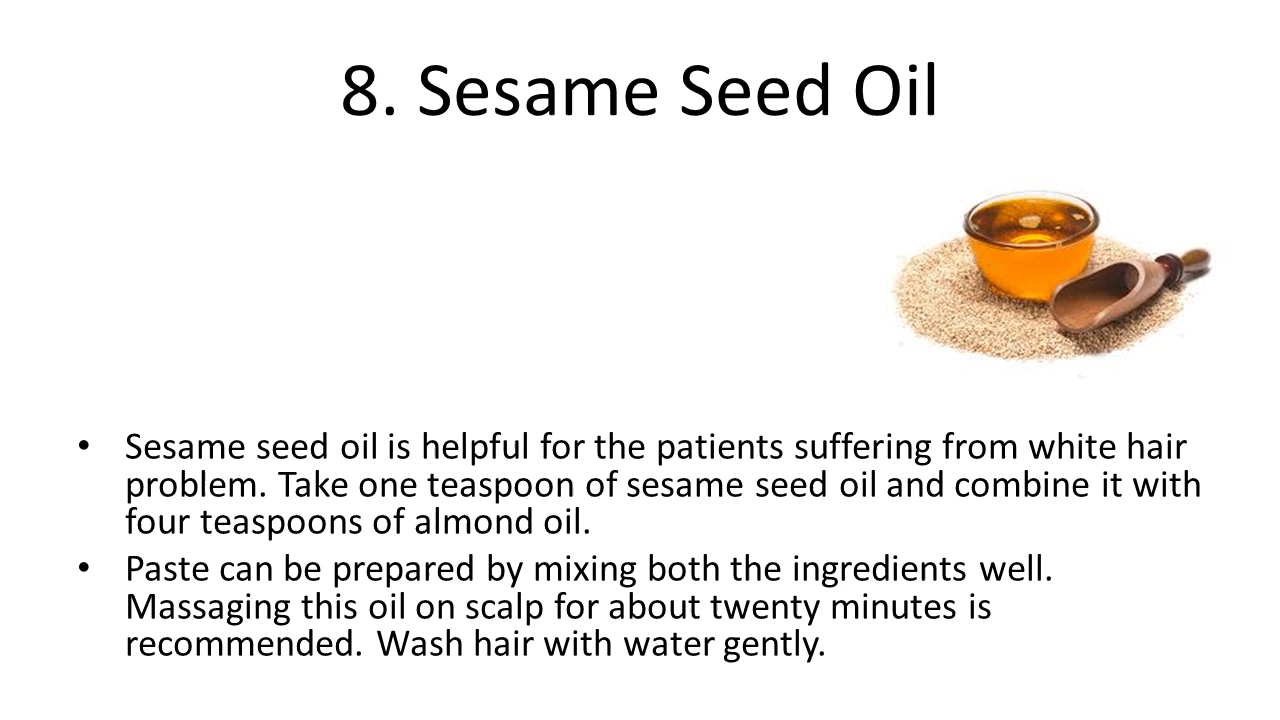 8. Sesame Seed Oil
• Sesame seed oil is helpful for the patients suffering from white hair
problem. Take one teaspoon of sesame seed oil and combine it with
four teaspoons of almond oil.
• Paste can be prepared by mixing both the ingredients well.
Massaging this oil on scalp for about twenty minutes is
recommended. Wash hair with water gently.